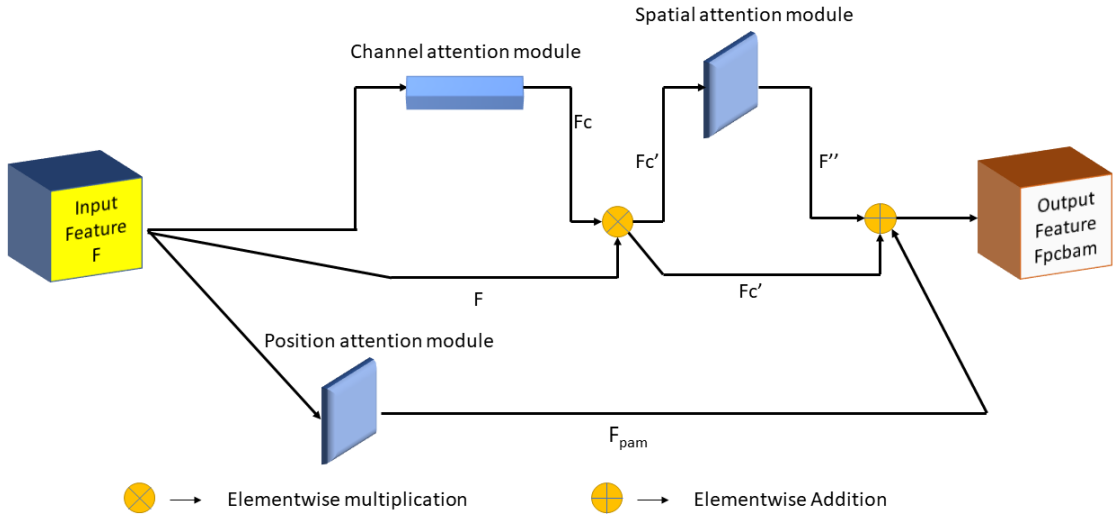 Spatial attention module
Channel attention module
Fc
Fc’
F’’
Input
Feature
F
Output
Feature
Fpcbam
F
Fc’
Position attention module
Fpam
Elementwise multiplication
Elementwise Addition